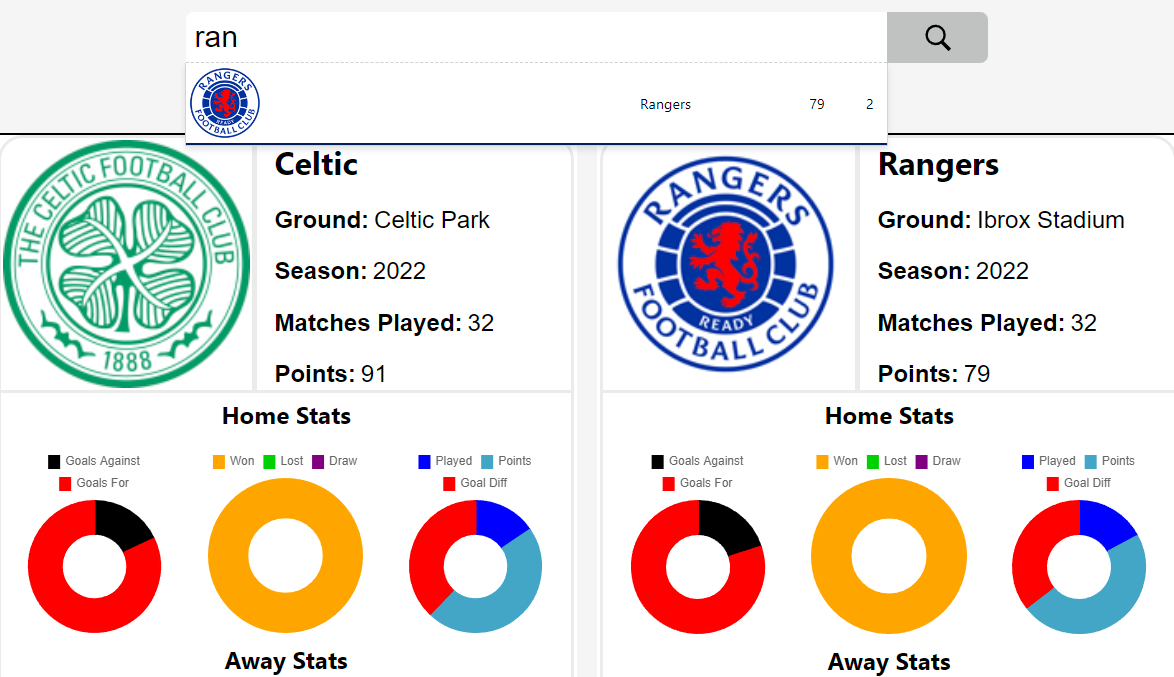 ran
RANGERS FOOTBALL CLUB READY
Rangers 79 2
THE CELTIC FOOTBALL CLUB
1888
Celtic
Ground: Celtic Park
Season: 2022
Matches Played: 32
Points: 91
RANGERS
FOOTBALL CLUB
READY
Rangers
Ground: Ibrox Stadium
Season: 2022
Matches Played: 32
Points: 79
Home Stats
Goals Against
Goals For
Won Lost Draw
Played Points
Goal Diff
Away Stats
Home Stats
Goals Against
Goals For
Won Lost Draw
Played Points
Goal Diff
Away Stats